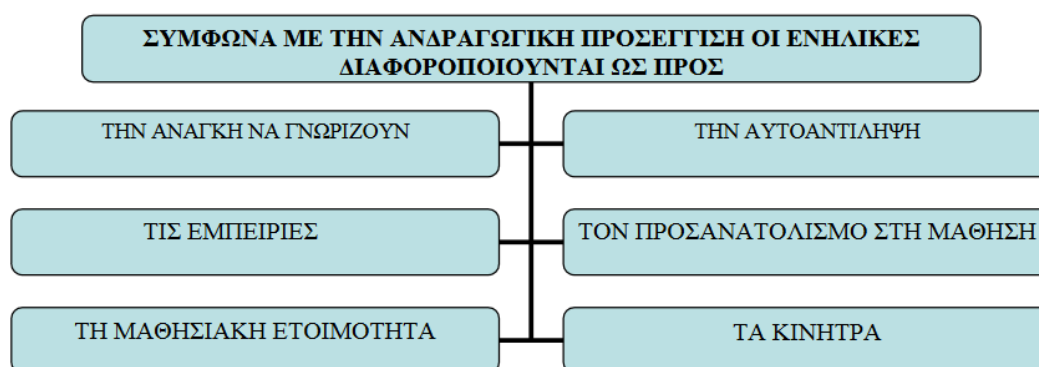 ΣΥΜΦΩΝΑ ΜΕ ΤΗΝ ΑΝΔΡΑΓΩΓΙΚΗ ΠΡΟΣΕΓΓΙΣΗ ΟΙ ΕΝΗΛΙΚΕΣ
ΔΙΑΦΟΡΟΠΟΙΟΥΝΤΑΙ ΩΣ ΠΡΟΣ
ΤΗΝ ΑΝΑΓΚΗ ΝΑ ΓΝΩΡΙΖΟΥΝ
ΤΗΝ ΑΥΤΟΑΝΤΙΛΗΨΗ
ΤΙΣ ΕΜΠΕΙΡΙΕΣ
ΤΟΝ ΠΡΟΣΑΝΑΤΟΛΙΣΜΟ ΣΤΗ ΜΑΘΗΣΗ
ΤΗ ΜΑΘΗΣΙΑΚΗ ΕΤΟΙΜΟΤΗΤΑ
ΤΑ ΚΙΝΗΤΡΑ